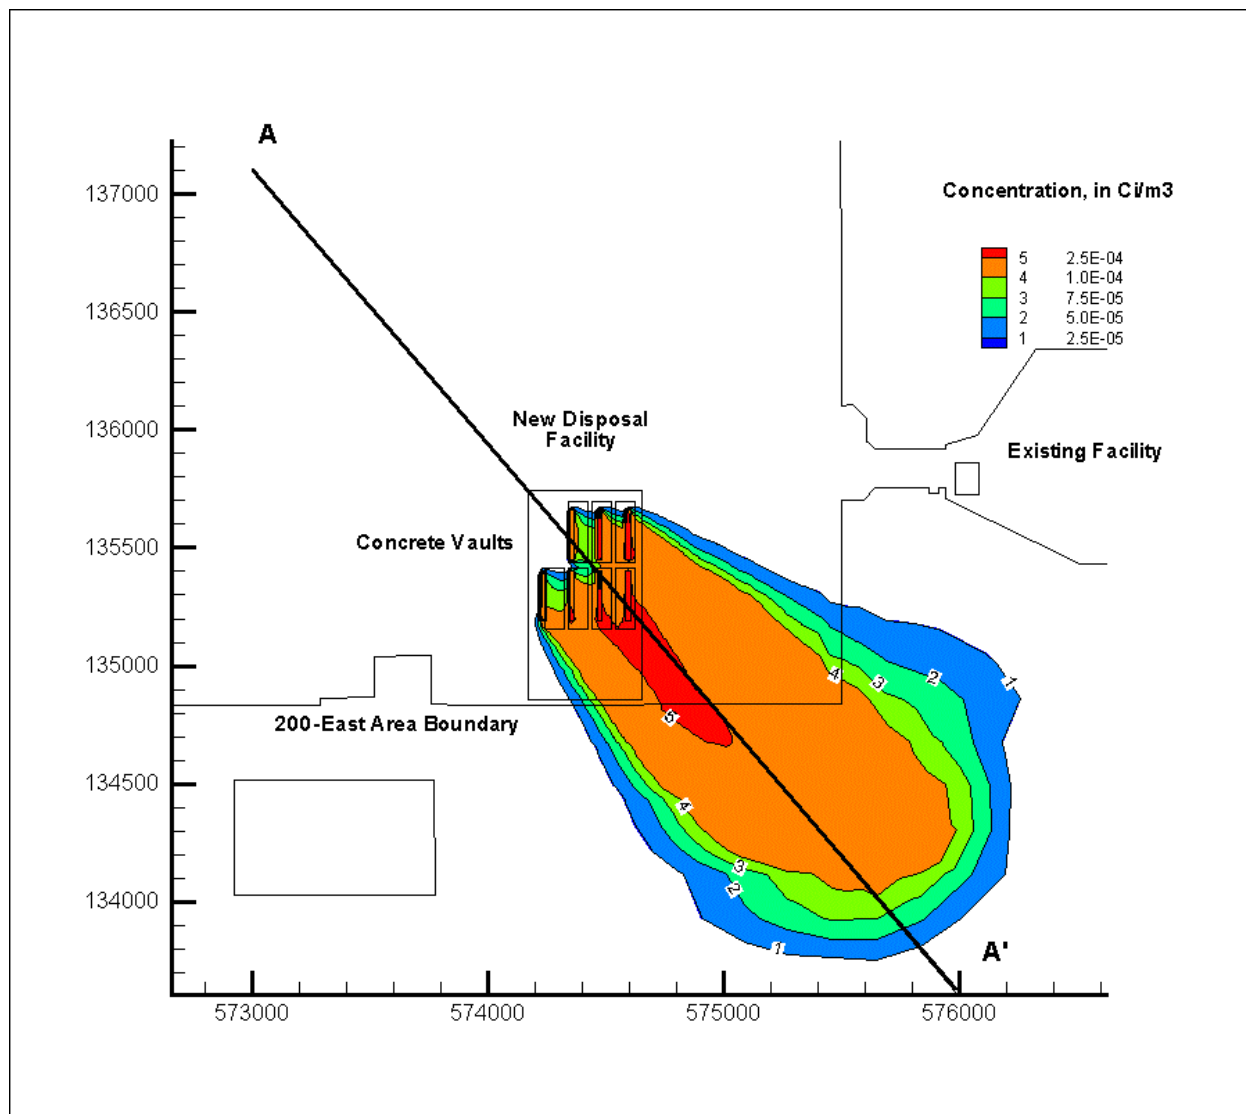 A
137000
Concentration, in Ci/m3
5 2.5E-04
4 1.0E-04
3 7.5E-05
2 5.0E-05
1 2.5E-05
136500
136000
New Disposal
Facility
Existing Facility
135500
Concrete Vaults
135000
4
3
2
1
5
200-East Area Boundary
134500
4
3
2
134000
1
A'
573000
574000
575000
576000